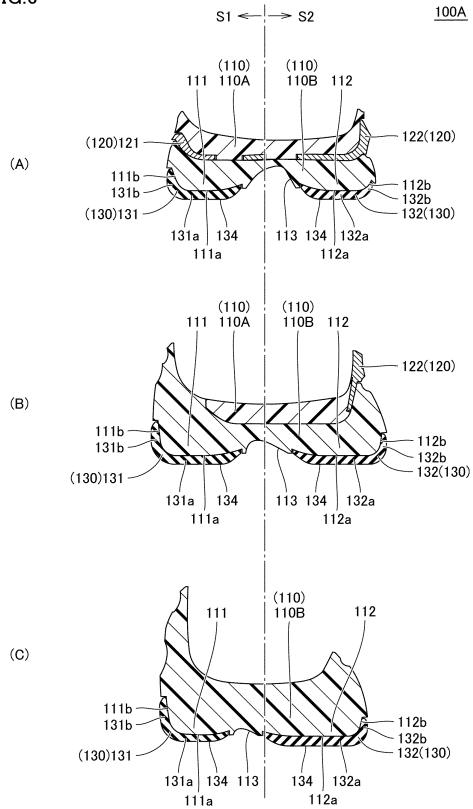 S1 S2 100A
(110) (110)
111 110A 110B 112
(120)121 122(120)
(A)
111b 112b
131b 132b
(130)131 132(130)
131a 134 113 134 132a
111a 112a
(110) (110)
111 110A 110B 112
122(120)
(B)
111b 112b
131b 132b
(130)131 132(130)
131a 134 113 134 132a
111a 112a
(110)
111 110B 112
(C)
111b 112b
131b 132b
(130)131 132(130)
131a 134 113 134 132a
111a 112a